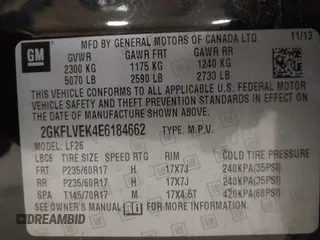 GM
MFD BY GENERAL MOTORS OF CANADA LTD. 11/13
GVWR GAWR FRT GAWR RR
2300 KG 1175 KG 1240 KG
5070 LB 2590 LB 2733 LB
THIS VEHICLE CONFORMS TO ALL APPLICABLE
U.S. FEDERAL MOTOR VEHICLE SAFETY AND
THEFT PREVENTION STANDARDS IN EFFECT ON
THE DATE OF MANUFACTURE SHOWN ABOVE.
2GKFLVEK4E6184662 TYPE: M.P.V.
MODEL: LF26
LBC6 TIRE SIZE SPEED RTG RIM COLD TIRE PRESSURE
FRT P235/60R17 H 17X7J 240KPA(35PSI)
RR P235/60R17 H 17X7J 240KPA(35PSI)
SPA T145/70R17 M 17X4.5T 420KPA(60PSI)
SEE OWNER'S MANUAL FOR MORE INFORMATION.
DREAMBID